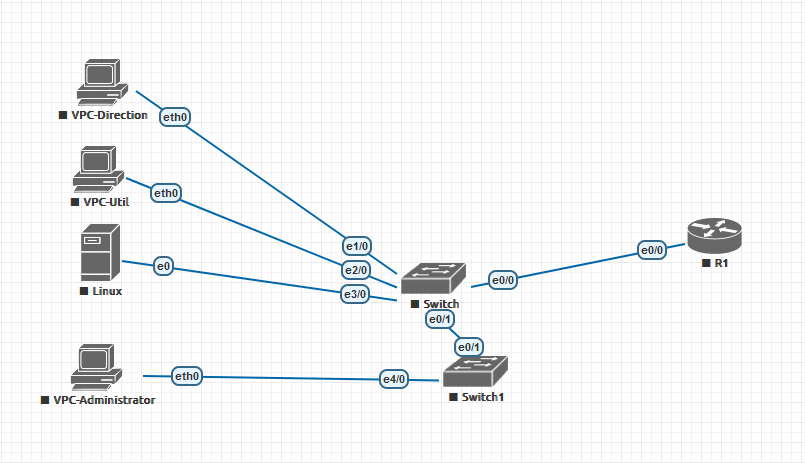 VPC-Direction
eth0
VPC-Util
eth0
Linux
e0
e1/0
e2/0
e3/0
Switch
e0/0
e0/0
R1
e0/1
e0/1
Switch1
e4/0
eth0
VPC-Administrator